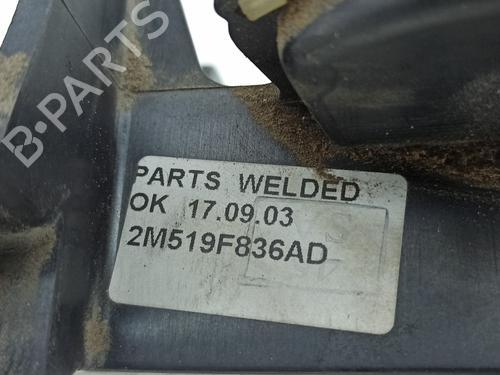 B-PARTS
PARTS WELDED
OK 17.09.03
2M519F836AD